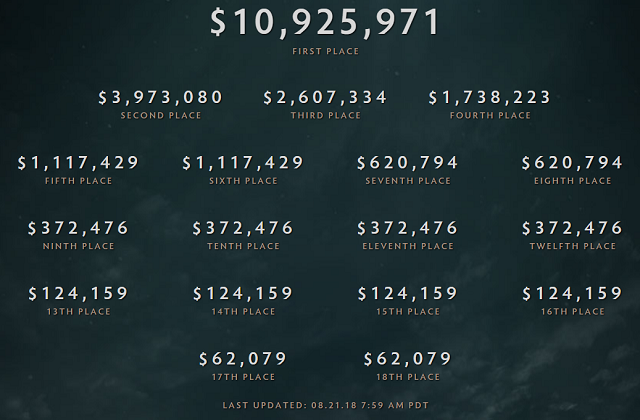 $10,925,971
FIRST PLACE
$3,973,080 $2,607,334 $1,738,223
SECOND PLACE THIRD PLACE FOURTH PLACE
$1,117,429 $1,117,429 $620,794 $620,794
FIFTH PLACE SIXTH PLACE SEVENTH PLACE EIGHTH PLACE
$372,476 $372,476 $372,476 $372,476
NINTH PLACE TENTH PLACE ELEVENTH PLACE TWELFTH PLACE
$124,159 $124,159 $124,159 $124,159
13TH PLACE 14TH PLACE 15TH PLACE 16TH PLACE
$62,079 $62,079
17TH PLACE 18TH PLACE
LAST UPDATED: 08.21.18 7:59 AM PDT